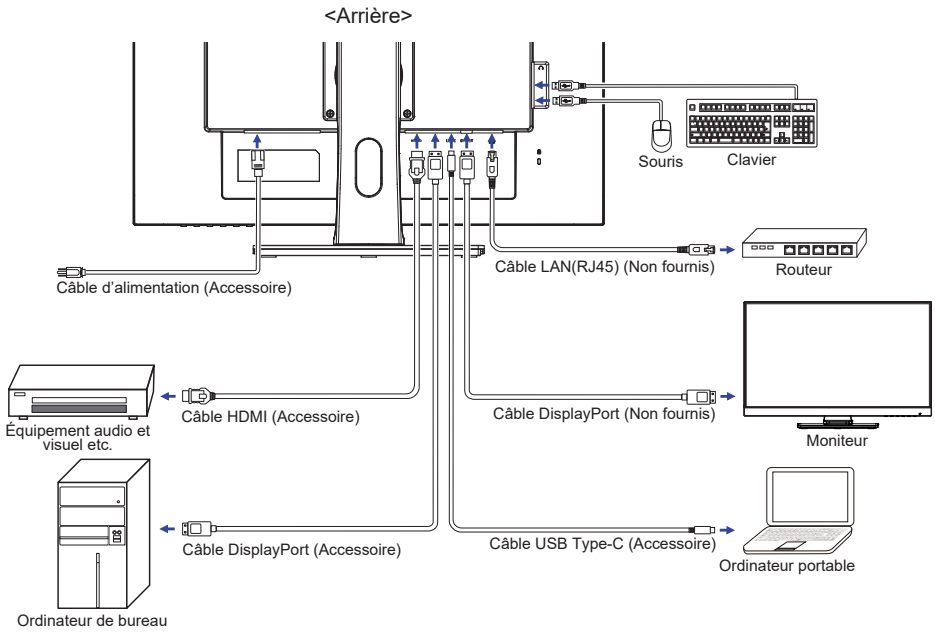 <Arrière>
Souris
Clavier
Câble LAN(RJ45) (Non fournis)
Routeur
Câble d'alimentation (Accessoire)
Câble HDMI (Accessoire)
Équipement audio et
visuel etc.
Câble DisplayPort (Non fournis)
Moniteur
Câble DisplayPort (Accessoire)
Câble USB Type-C (Accessoire)
Ordinateur portable
Ordinateur de bureau